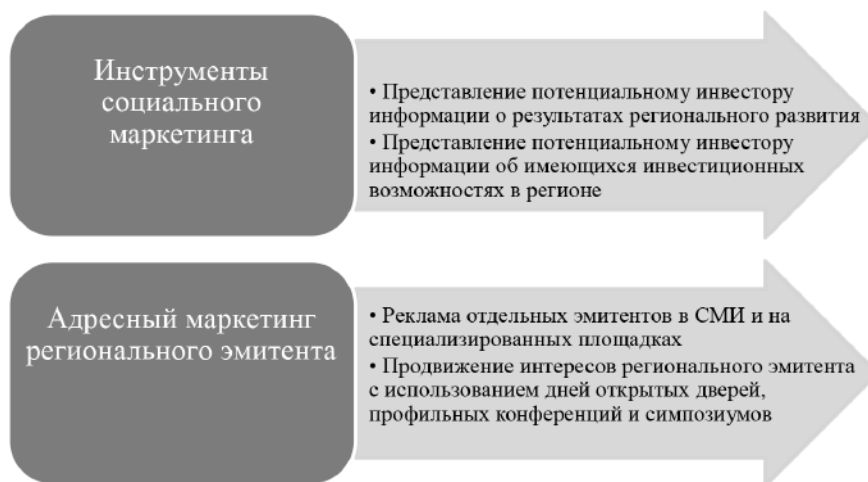 Инструменты
социального
маркетинга
• Представление потенциальному инвестору
информации о результатах регионального развития
• Представление потенциальному инвестору
информации об имеющихся инвестиционных
возможностях в регионе
Адресный маркетинг
регионального эмитента
• Реклама отдельных эмитентов в СМИ и на
специализированных площадках
• Продвижение интересов регионального эмитента
с использованием дней открытых дверей,
профильных конференций и симпозиумов